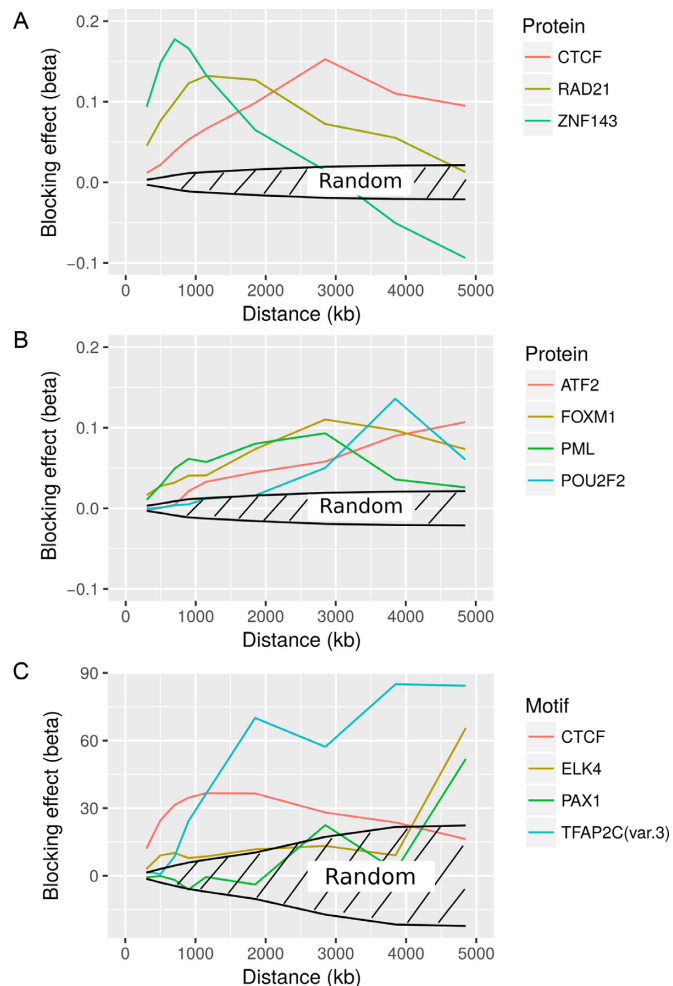 A
Blocking effect (beta)
0.2
0.1
0.0
−0.1
Random
0
1000
2000
3000
4000
5000
Distance (kb)
Protein
CTCF
RAD21
ZNF143
B
Blocking effect (beta)
0.2
0.1
0.0
−0.1
Random
0
1000
2000
3000
4000
5000
Distance (kb)
Protein
ATF2
FOXM1
PML
POU2F2
C
Blocking effect (beta)
90
60
30
0
Random
0
1000
2000
3000
4000
5000
Distance (kb)
Motif
CTCF
ELK4
PAX1
TFAP2C(var.3)